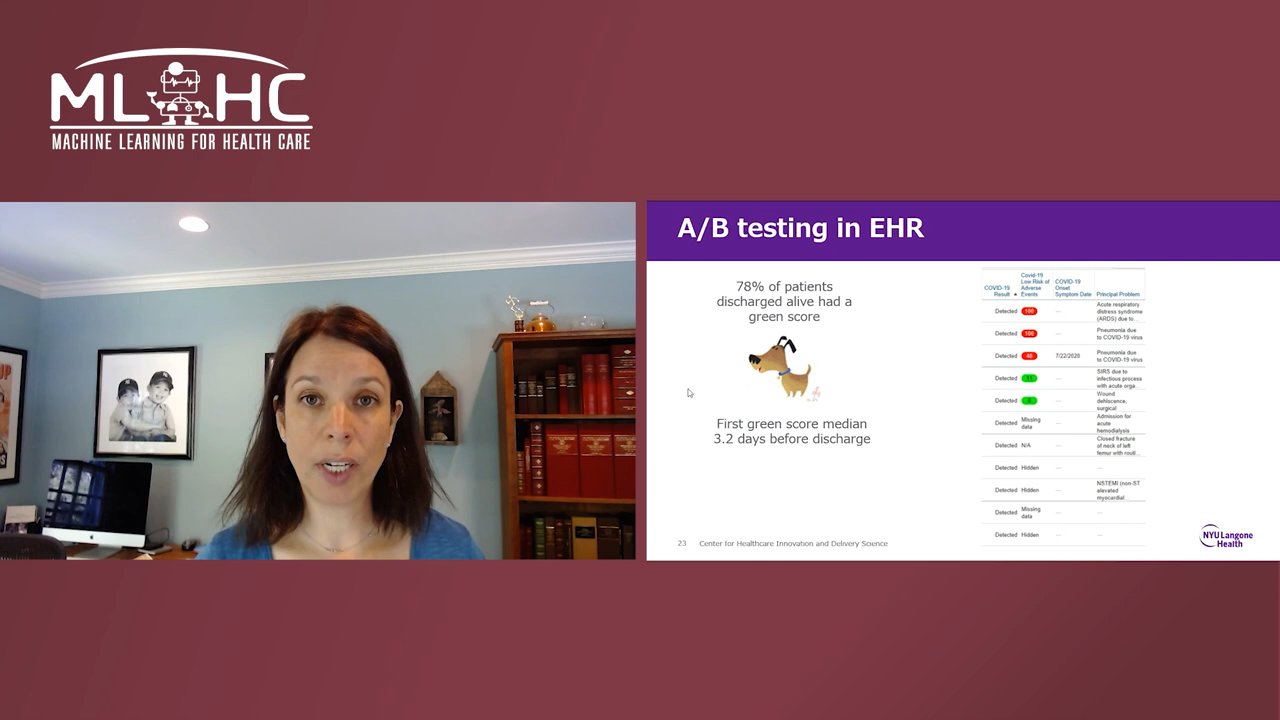 ML HC
MACHINE LEARNING FOR HEALTH CARE
A/B testing in EHR
78% of patients
discharged alive had a
green score
First green score median
3.2 days before discharge
COVID-19
Result
Covid-19
Low Risk of
Adverse
Events
COVID-19
Onset
Symptom Date
Principal Problem
Detected 100 — Acute respiratory
distress syndrome
(ARDS) due to...
Detected 100 — Pneumonia due
to COVID-19 virus
Detected 40 7/22/2020 Pneumonia due
to COVID-19 virus
Detected 11 — SIRS due to
infectious process
with acute orga...
Detected — Wound
dehiscence,
surgical
Detected Missing
data — Admission for
acute
hemodialysis
Detected N/A — Closed fracture
of neck of left
femur with routi...
Detected Hidden — —
Detected Hidden — NSTEMI (non-ST
elevated
myocardial
Detected Missing
data — —
Detected Hidden — —
23 Center for Healthcare Innovation and Delivery Science
NYU Langone
Health